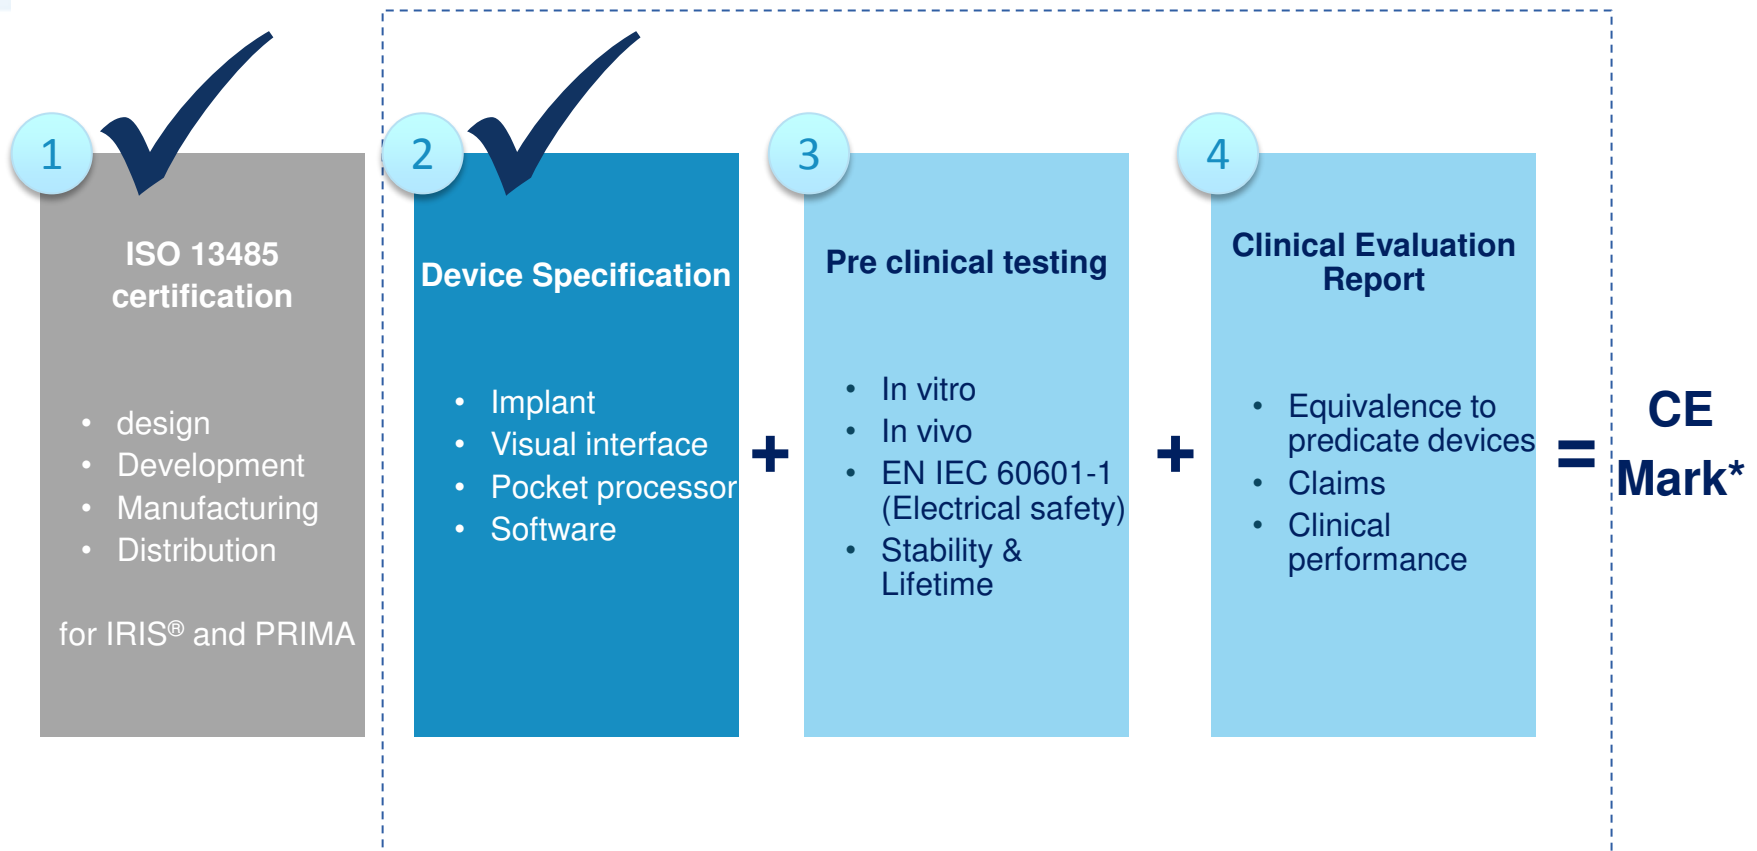 1
ISO 13485
certification
• design
• Development
• Manufacturing
• Distribution
for IRIS® and PRIMA
2
Device Specification
• Implant
• Visual interface
• Pocket processor
• Software
+
3
Pre clinical testing
• In vitro
• In vivo
• EN IEC 60601-1
(Electrical safety)
• Stability &
Lifetime
+
4
Clinical Evaluation
Report
• Equivalence to
predicate devices
• Claims
• Clinical
performance
=
CE
Mark*